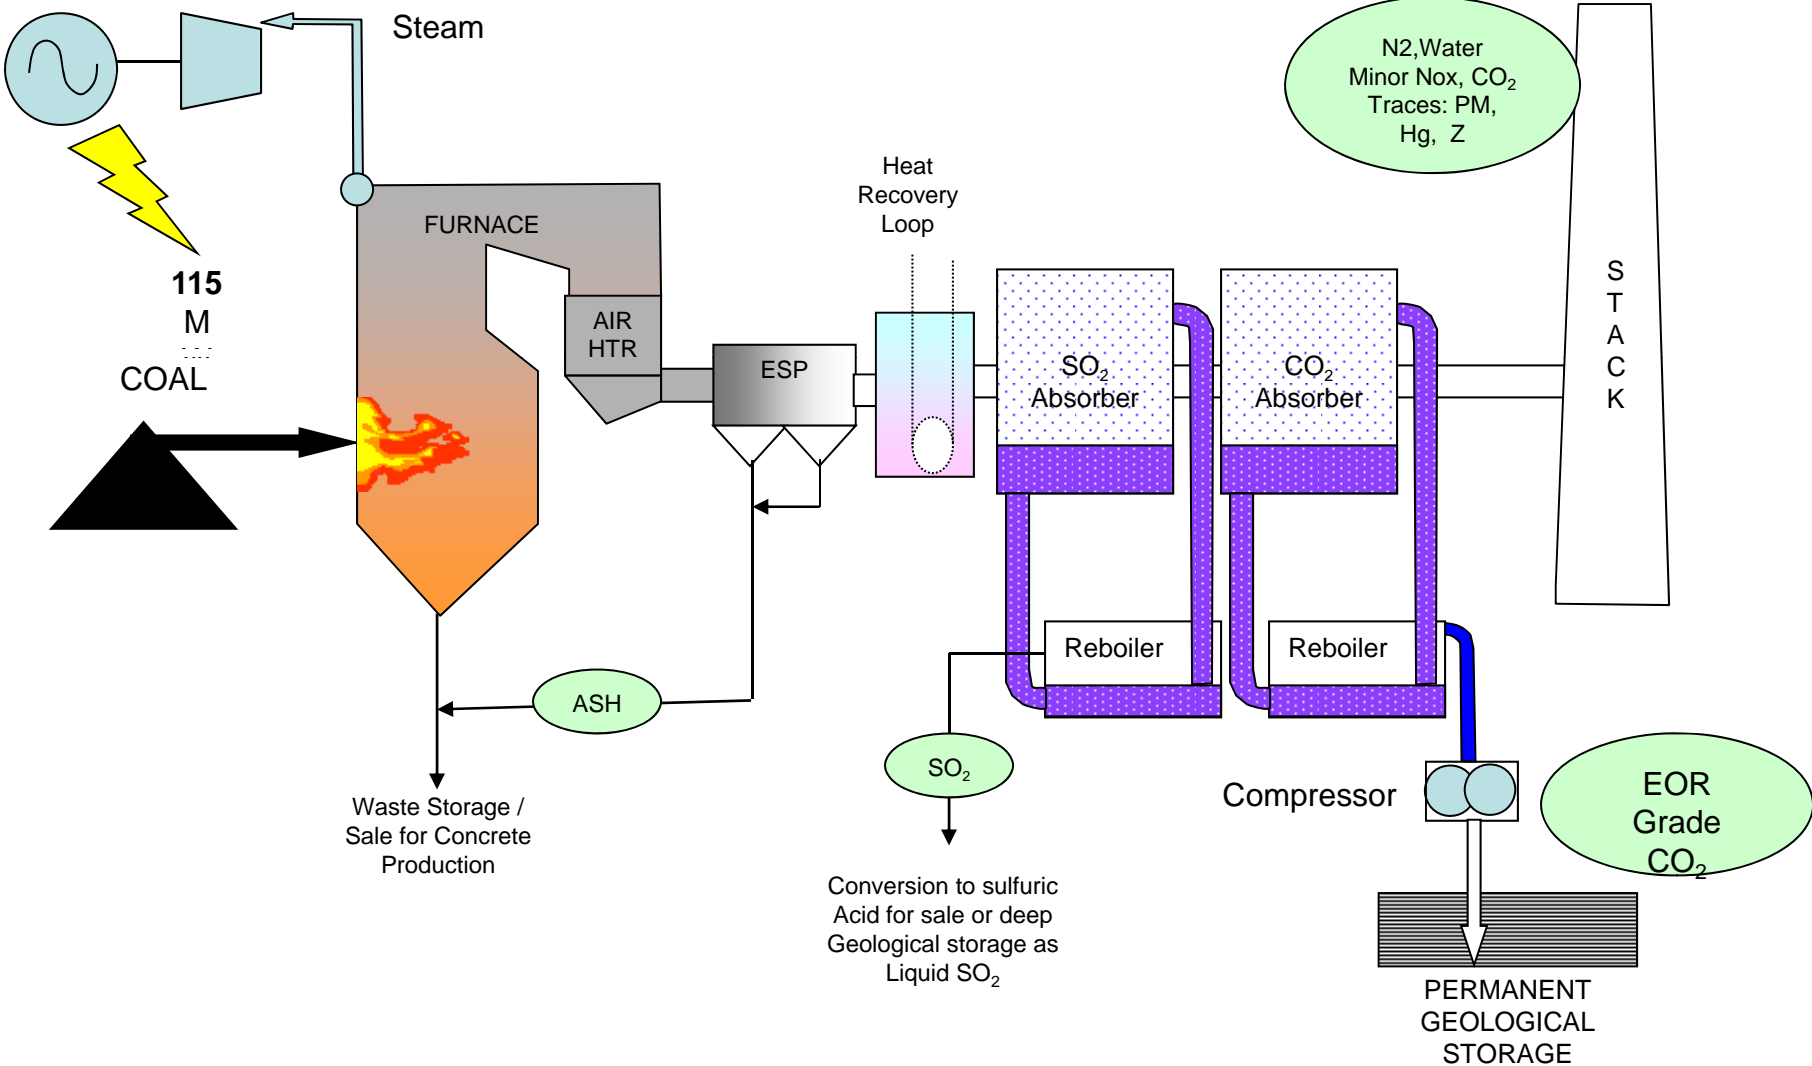 Steam
N2,Water
Minor Nox, CO₂
Traces: PM,
Hg, Z
Heat
Recovery
Loop
FURNACE
115
M
COAL
AIR
HTR
ESP
SO₂
Absorber
CO₂
Absorber
S
T
A
C
K
Reboiler
Reboiler
ASH
SO₂
Compressor
EOR
Grade
CO₂
Waste Storage /
Sale for Concrete
Production
Conversion to sulfuric
Acid for sale or deep
Geological storage as
Liquid SO₂
PERMANENT
GEOLOGICAL
STORAGE